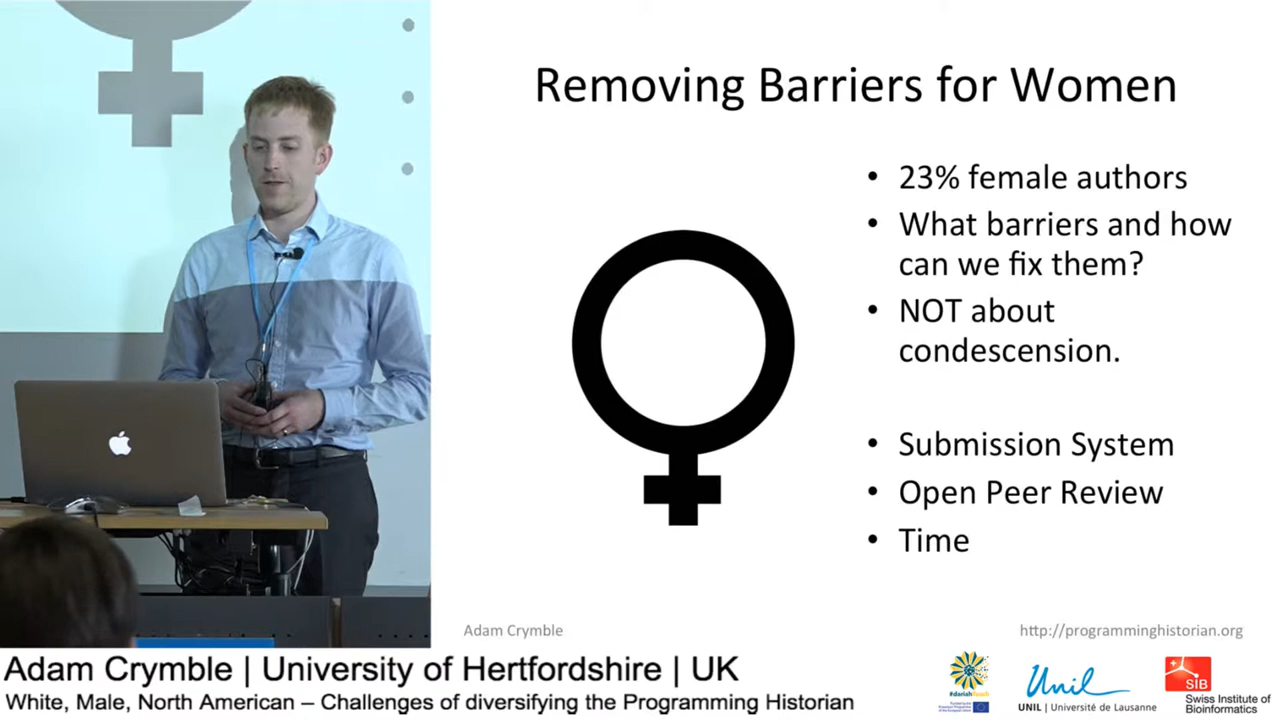 Removing Barriers for Women
• 23% female authors
• What barriers and how
can we fix them?
• NOT about
condescension.
• Submission System
• Open Peer Review
• Time
Adam Crymble
http://programminghistorian.org
Adam Crymble | University of Hertfordshire | UK
White, Male, North American – Challenges of diversifying the Programming Historian
#dariahTeach
Unil
UNIL | Université de Lausanne
SIB
Swiss Institute of
Bioinformatics